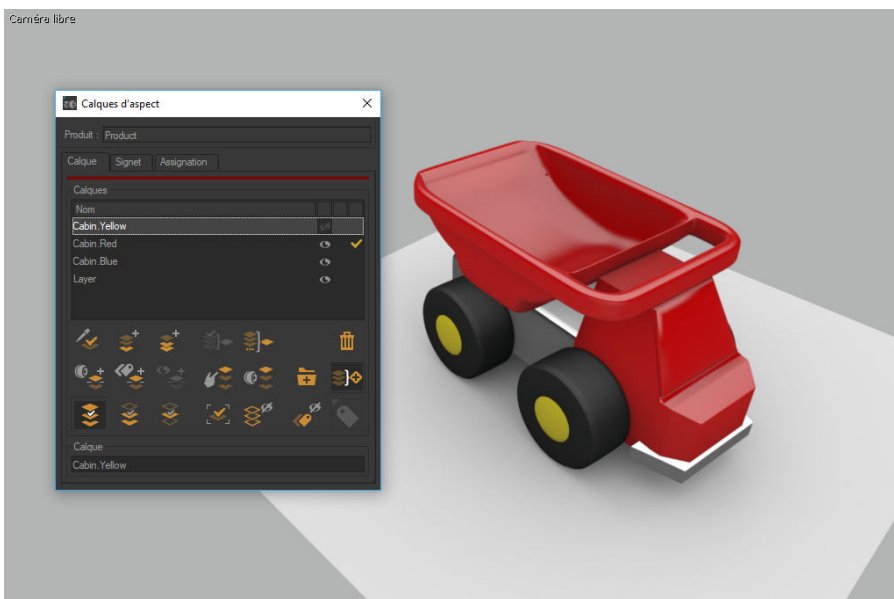 Caméra libre
Calques d'aspect
Produit : Product
Calque Signet Assignation
Calques
Nom
Cabin.Yellow
Cabin.Red
Cabin.Blue
Layer
Calque
Cabin.Yellow